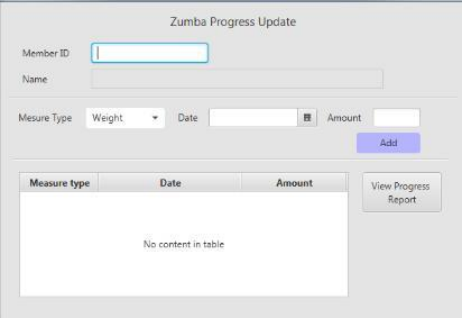 Zumba Progress Update
Member ID
Name
Mesure Type Weight Date Amount
Add
Measure type Date Amount
View Progress
Report
No content in table